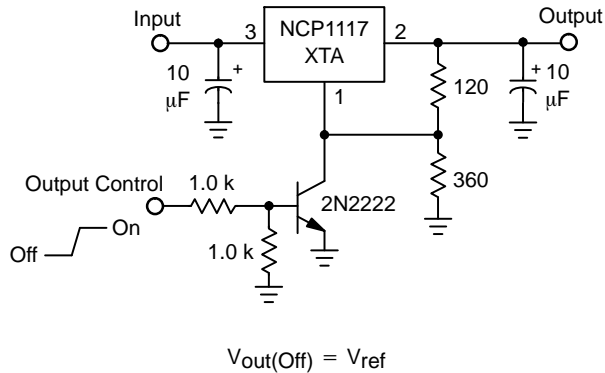 Input
Output
3
NCP1117
XTA
2
10
μF
+
1
120
+
10
μF
360
Output Control
1.0 k
2N2222
On
Off
1.0 k
Vout(Off) = Vref